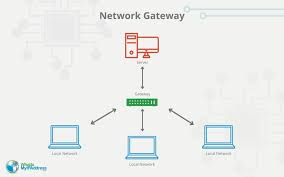 Network Gateway
Server
Gateway
Local Network
Local Network
Local Network
WhatIs
MyIPAddress